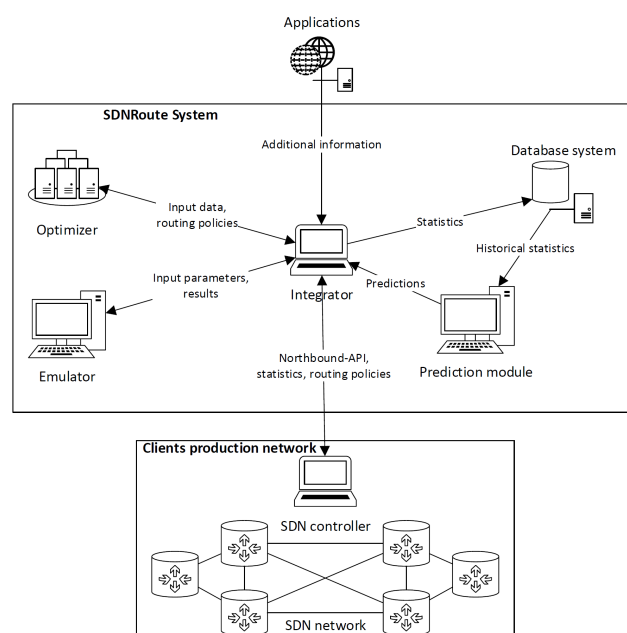 Applications
SDNRoute System
Additional information
Database system
Input data,
routing policies
Optimizer
Statistics
Historical statistics
Input parameters,
results
Integrator
Predictions
Emulator
Prediction module
Northbound-API,
statistics, routing policies
Clients production network
SDN controller
SDN network